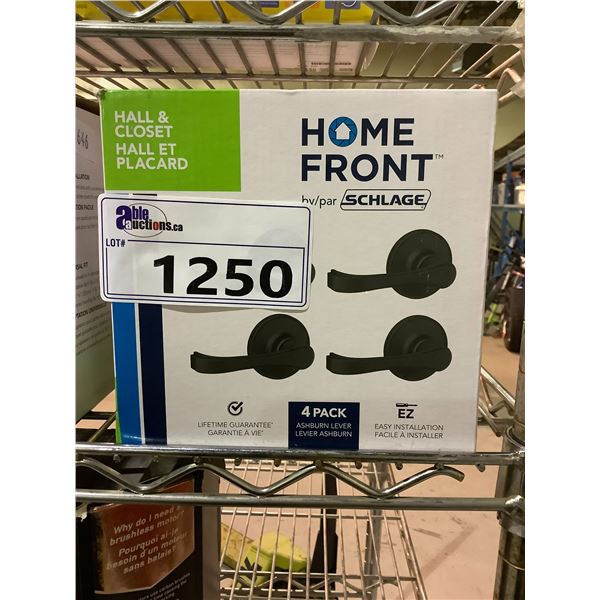 HALL &
CLOSET
HALL ET
PLACARD
HOME
FRONT™
by/par SCHLAGE
able
auctions.ca
LOT#
1250
LIFETIME GUARANTEE*
GARANTIE À VIE*
4 PACK
ASHBURN LEVER
LEVIER ASHBURN
EZ
EASY INSTALLATION
FACILE À INSTALLER
646
Why do I need a
brushless motor?
Pourquoi ai-je
besoin d'un moteur
sans balais?